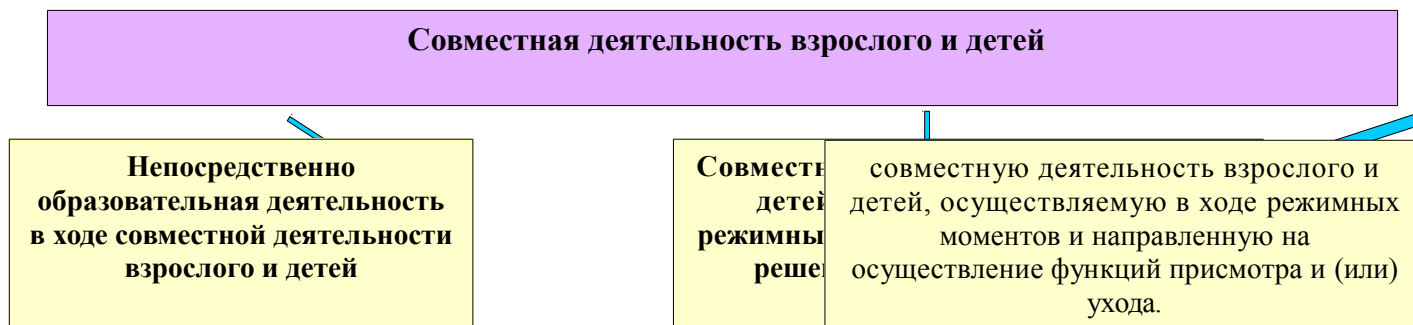 Совместная деятельность взрослого и детей
Непосредственно
образовательная деятельность
в ходе совместной деятельности
взрослого и детей
детей
совместную деятельность взрослого и
детей, осуществляемую в ходе режимных
моментов и направленную на
осуществление функций присмотра и (или)
ухода.